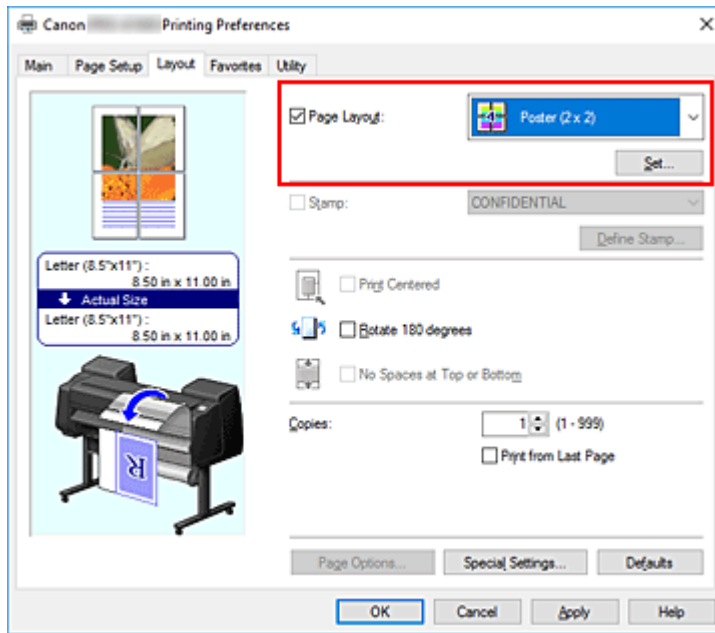 Canon Printing Preferences
Main Page Setup Layout Favorites Utility
Page Layout: 4 Poster (2 x 2)
Set...
Stamp: CONFIDENTIAL
Define Stamp...
Letter (8.5"x11") :
8.50 in x 11.00 in
Actual Size
Letter (8.5"x11") :
8.50 in x 11.00 in
Print Centered
Rotate 180 degrees
No Spaces at Top or Bottom
Copies: 1 (1 - 999)
Print from Last Page
R
Page Options... Special Settings... Defaults
OK Cancel Apply Help